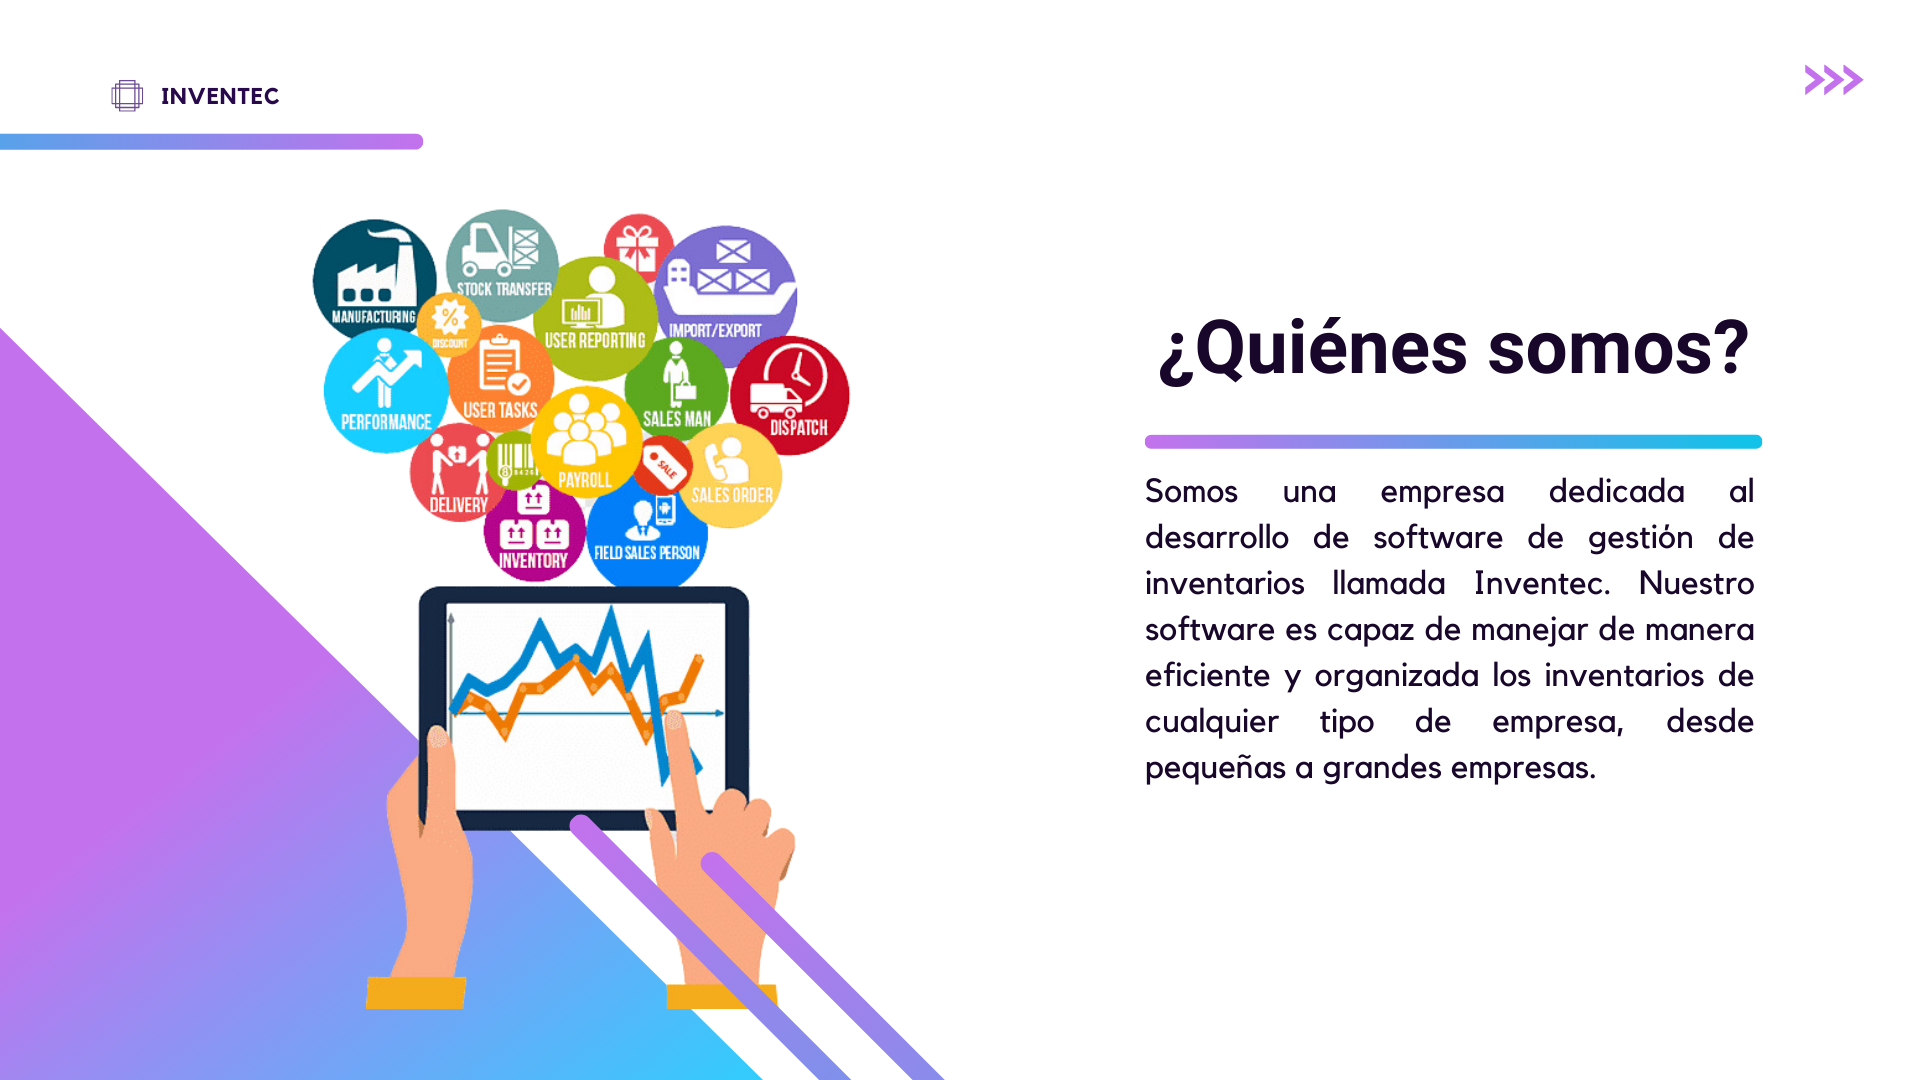 INVENTEC
MANUFACTURING
STOCK TRANSFER
%
DISCOUNT
USER REPORTING
IMPORT/EXPORT
PERFORMANCE
USER TASKS
SALES MAN
DISPATCH
DELIVERY
PAYROLL
SALE
SALES ORDER
INVENTORY
FIELD SALES PERSON
¿Quiénes somos?
Somos una empresa dedicada al
desarrollo de software de gestión de
inventarios llamada Inventec. Nuestro
software es capaz de manejar de manera
eficiente y organizada los inventarios de
cualquier tipo de empresa, desde
pequeñas a grandes empresas.